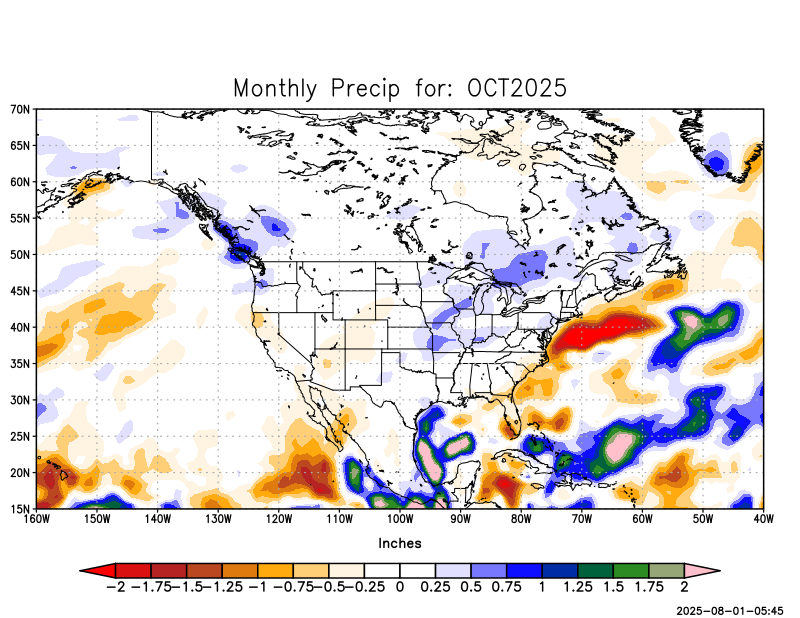 Monthly Precip for: OCT2025
70N
65N
60N
55N
50N
45N
40N
35N
30N
25N
20N
15N
160W 150W 140W 130W 120W 110W 100W 90W 80W 70W 60W 50W 40W
Inches
-2 -1.75 -1.5 -1.25 -1 -0.75 -0.5 -0.25 0 0.25 0.5 0.75 1 1.25 1.5 1.75 2
2025-08-01-05:45